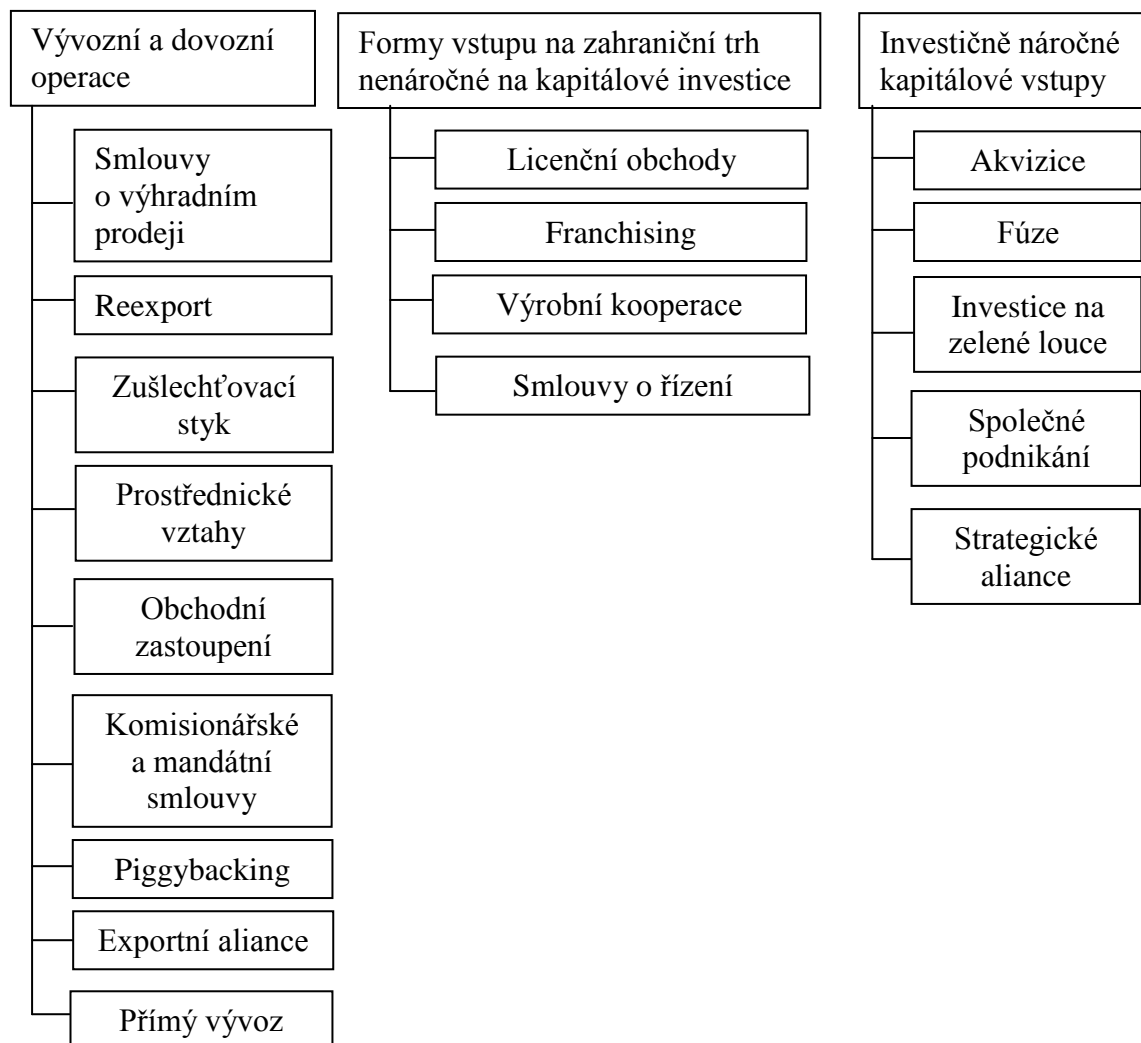 Vývozní a dovozní
operace
Smlouvy
o výhradním
prodeji
Reexport
Zušlechťovací
styk
Prostřednické
vztahy
Obchodní
zastoupení
Komisionářské
a mandátní
smlouvy
Piggybacking
Exportní aliance
Přímý vývoz
Formy vstupu na zahraniční trh
nenáročné na kapitálové investice
Licenční obchody
Franchising
Výrobní kooperace
Smlouvy o řízení
Investičně náročné
kapitálové vstupy
Akvizice
Fúze
Investice na
zelené louce
Společné
podnikání
Strategické
aliance